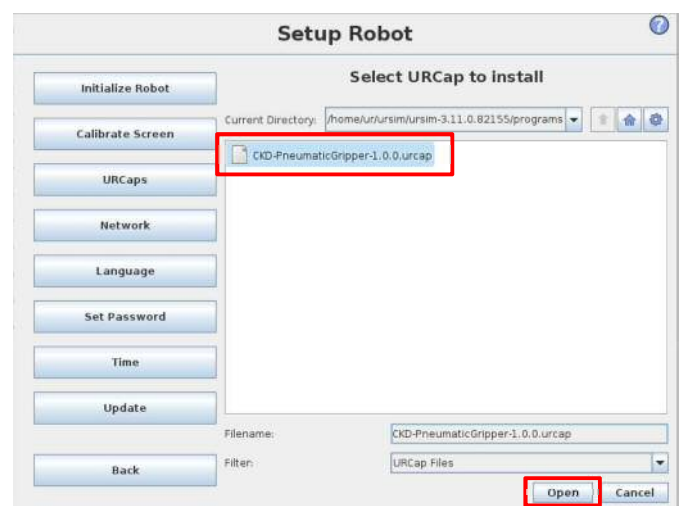 Setup Robot
?
Initialize Robot
Calibrate Screen
URCaps
Network
Language
Set Password
Time
Update
Back
Select URCap to install
Current Directory: /home/ur/ursim/ursim-3.11.0.82155/programs
CKD-PneumaticGripper-1.0.0.urcap
Filename: CKD-PneumaticGripper-1.0.0.urcap
Filter: URCap Files
Open Cancel